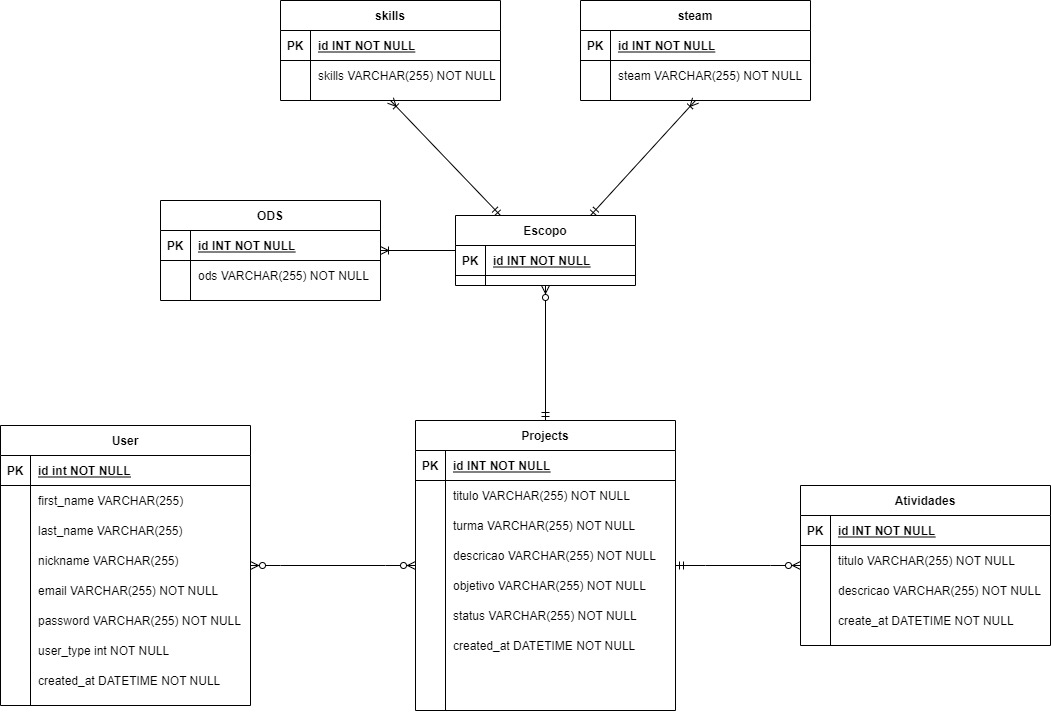 skills
PK id INT NOT NULL
skills VARCHAR(255) NOT NULL
steam
PK id INT NOT NULL
steam VARCHAR(255) NOT NULL
ODS
PK id INT NOT NULL
ods VARCHAR(255) NOT NULL
Escopo
PK id INT NOT NULL
User
PK id int NOT NULL
first_name VARCHAR(255)
last_name VARCHAR(255)
nickname VARCHAR(255)
email VARCHAR(255) NOT NULL
password VARCHAR(255) NOT NULL
user_type int NOT NULL
created_at DATETIME NOT NULL
Projects
PK id INT NOT NULL
titulo VARCHAR(255) NOT NULL
turma VARCHAR(255) NOT NULL
descricao VARCHAR(255) NOT NULL
objetivo VARCHAR(255) NOT NULL
status VARCHAR(255) NOT NULL
created_at DATETIME NOT NULL
Atividades
PK id INT NOT NULL
titulo VARCHAR(255) NOT NULL
descricao VARCHAR(255) NOT NULL
create_at DATETIME NOT NULL